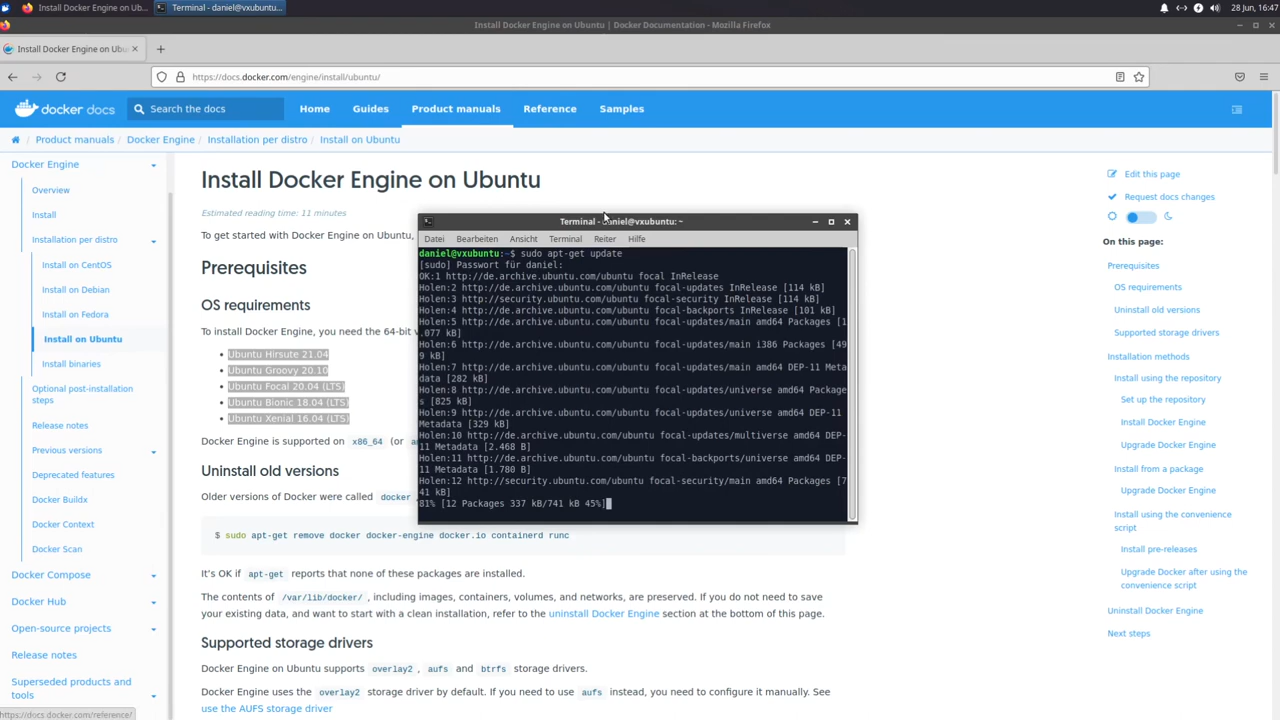 Install Docker Engine on Ubu...
Terminal - daniel@vxubuntu...
28 Jun, 16:47
Install Docker Engine on Ubuntu | Docker Documentation - Mozilla Firefox
Install Docker Engine on Ubu
https://docs.docker.com/engine/install/ubuntu/
docker docs
Search the docs
Home
Guides
Product manuals
Reference
Samples
/ Product manuals / Docker Engine / Installation per distro / Install on Ubuntu
Docker Engine
Overview
Install
Installation per distro
Install on CentOS
Install on Debian
Install on Fedora
Install on Ubuntu
Install binaries
Optional post-installation
steps
Release notes
Previous versions
Deprecated features
Docker Buildx
Docker Context
Docker Scan
Docker Compose
Docker Hub
Open-source projects
Release notes
Superseded products and
tools
https://docs.docker.com/reference/
Install Docker Engine on Ubuntu
Estimated reading time: 11 minutes
To get started with Docker Engine on Ubuntu,
Prerequisites
OS requirements
To install Docker Engine, you need the 64-bit v
• Ubuntu Hirsute 21.04
• Ubuntu Groovy 20.10
• Ubuntu Focal 20.04 (LTS)
• Ubuntu Bionic 18.04 (LTS)
• Ubuntu Xenial 16.04 (LTS)
Docker Engine is supported on x86_64 (or
Uninstall old versions
Older versions of Docker were called docker ,
$ sudo apt-get remove docker docker-engine docker.io containerd runc
It's OK if apt-get reports that none of these packages are installed.
The contents of /var/lib/docker/ , including images, containers, volumes, and networks, are preserved. If you do not need to save
your existing data, and want to start with a clean installation, refer to the uninstall Docker Engine section at the bottom of this page.
Supported storage drivers
Docker Engine on Ubuntu supports overlay2 , aufs and btrfs storage drivers.
Docker Engine uses the overlay2 storage driver by default. If you need to use aufs instead, you need to configure it manually. See
use the AUFS storage driver
Terminal - daniel@vxubuntu: ~
Datei Bearbeiten Ansicht Terminal Reiter Hilfe
daniel@vxubuntu:~$ sudo apt-get update
[sudo] Passwort für daniel:
OK:1 http://de.archive.ubuntu.com/ubuntu focal InRelease
Holen:2 http://de.archive.ubuntu.com/ubuntu focal-updates InRelease [114 kB]
Holen:3 http://security.ubuntu.com/ubuntu focal-security InRelease [114 kB]
Holen:4 http://de.archive.ubuntu.com/ubuntu focal-backports InRelease [101 kB]
Holen:5 http://de.archive.ubuntu.com/ubuntu focal-updates/main amd64 Packages [1
.077 kB]
Holen:6 http://de.archive.ubuntu.com/ubuntu focal-updates/main i386 Packages [49
9 kB]
Holen:7 http://de.archive.ubuntu.com/ubuntu focal-updates/main amd64 DEP-11 Meta
data [282 kB]
Holen:8 http://de.archive.ubuntu.com/ubuntu focal-updates/universe amd64 Package
s [825 kB]
Holen:9 http://de.archive.ubuntu.com/ubuntu focal-updates/universe amd64 DEP-11
Metadata [329 kB]
Holen:10 http://de.archive.ubuntu.com/ubuntu focal-updates/multiverse amd64 DEP-
11 Metadata [2.468 B]
Holen:11 http://de.archive.ubuntu.com/ubuntu focal-backports/universe amd64 DEP-
11 Metadata [1.780 B]
Holen:12 http://security.ubuntu.com/ubuntu focal-security/main amd64 Packages [7
41 kB]
81% [12 Packages 337 kB/741 kB 45%]
Edit this page
Request docs changes
On this page:
Prerequisites
OS requirements
Uninstall old versions
Supported storage drivers
Installation methods
Install using the repository
Set up the repository
Install Docker Engine
Upgrade Docker Engine
Install from a package
Upgrade Docker Engine
Install using the convenience
script
Install pre-releases
Upgrade Docker after using the
convenience script
Uninstall Docker Engine
Next steps